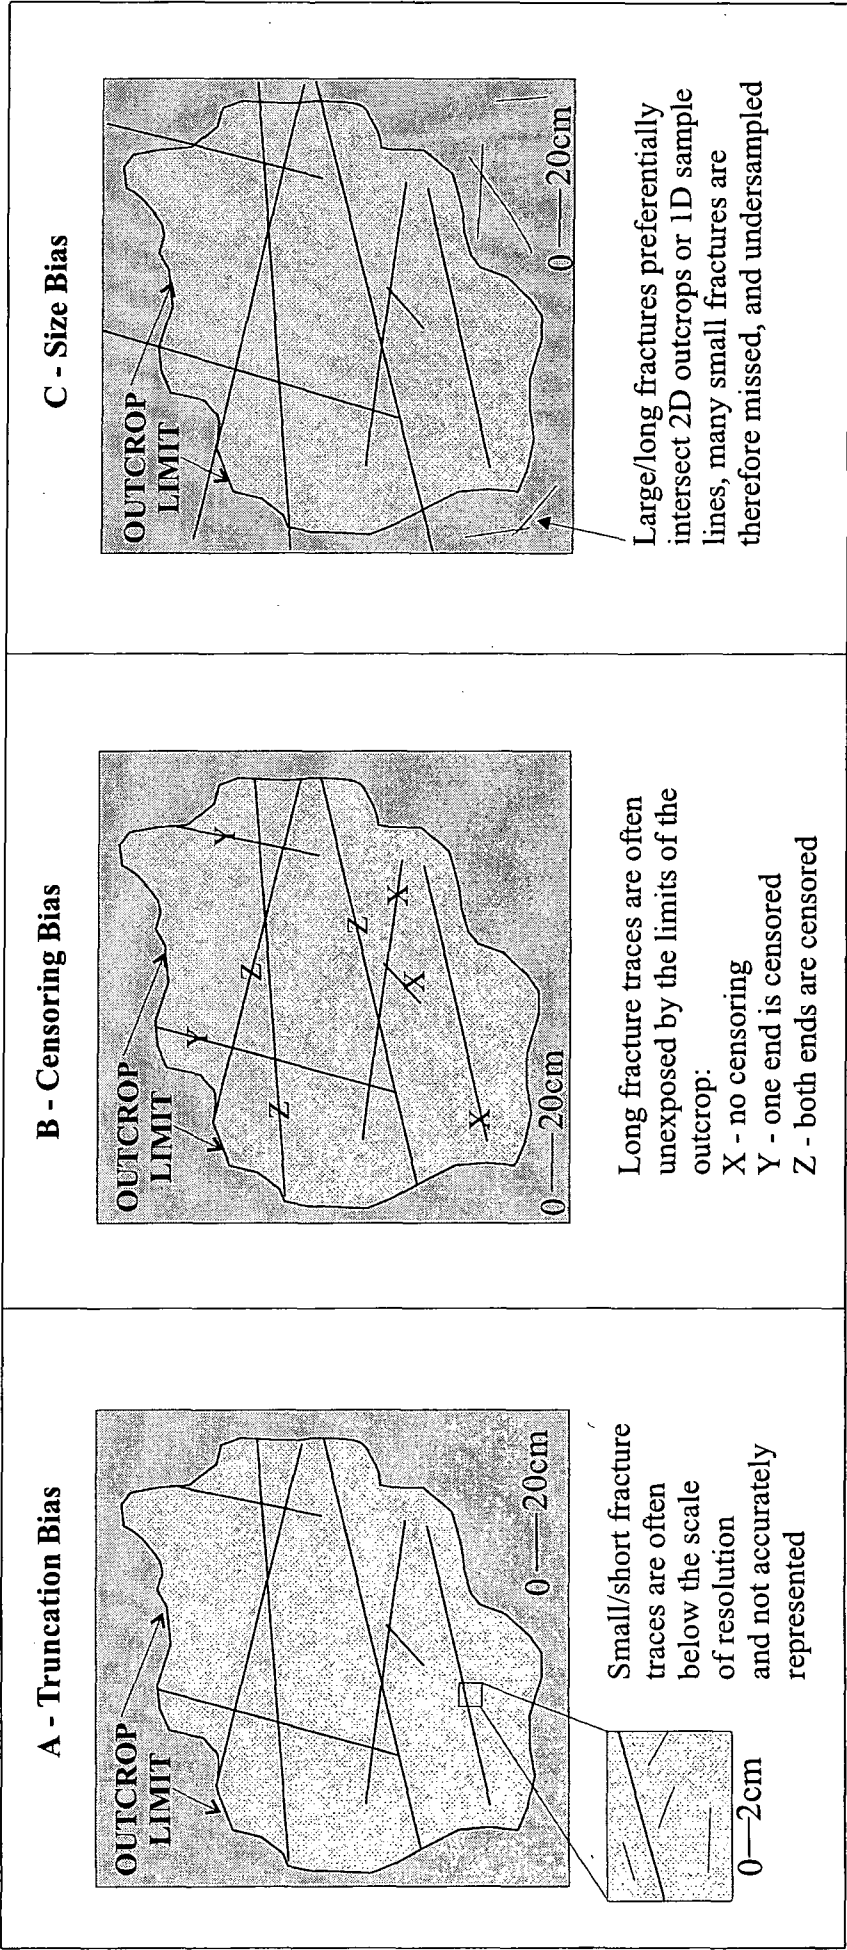 A - Truncation Bias
OUTCROP
LIMIT
0—20cm
0—2cm
Small/short fracture
traces are often
below the scale
of resolution
and not accurately
represented
B - Censoring Bias
OUTCROP
LIMIT
Y
Y
Z
Z
Z
X
X
X
0—20cm
Long fracture traces are often
unexposed by the limits of the
outcrop:
X - no censoring
Y - one end is censored
Z - both ends are censored
C - Size Bias
OUTCROP
LIMIT
0—20cm
Large/long fractures preferentially
intersect 2D outcrops or 1D sample
lines, many small fractures are
therefore missed, and undersampled